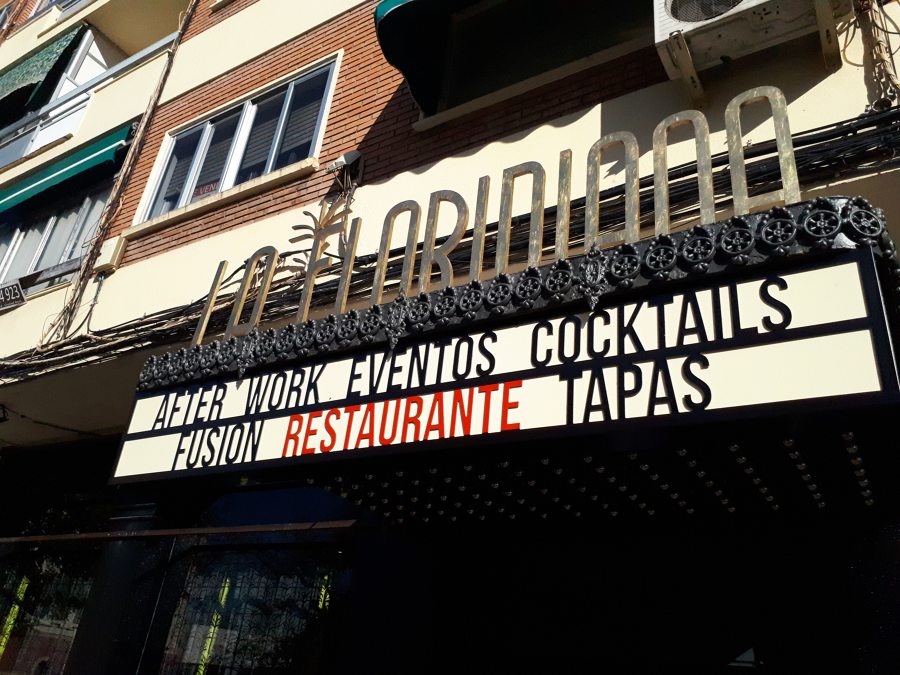 LA FLORIDIANA
AFTER WORK EVENTOS COCKTAILS
FUSION RESTAURANTE TAPAS